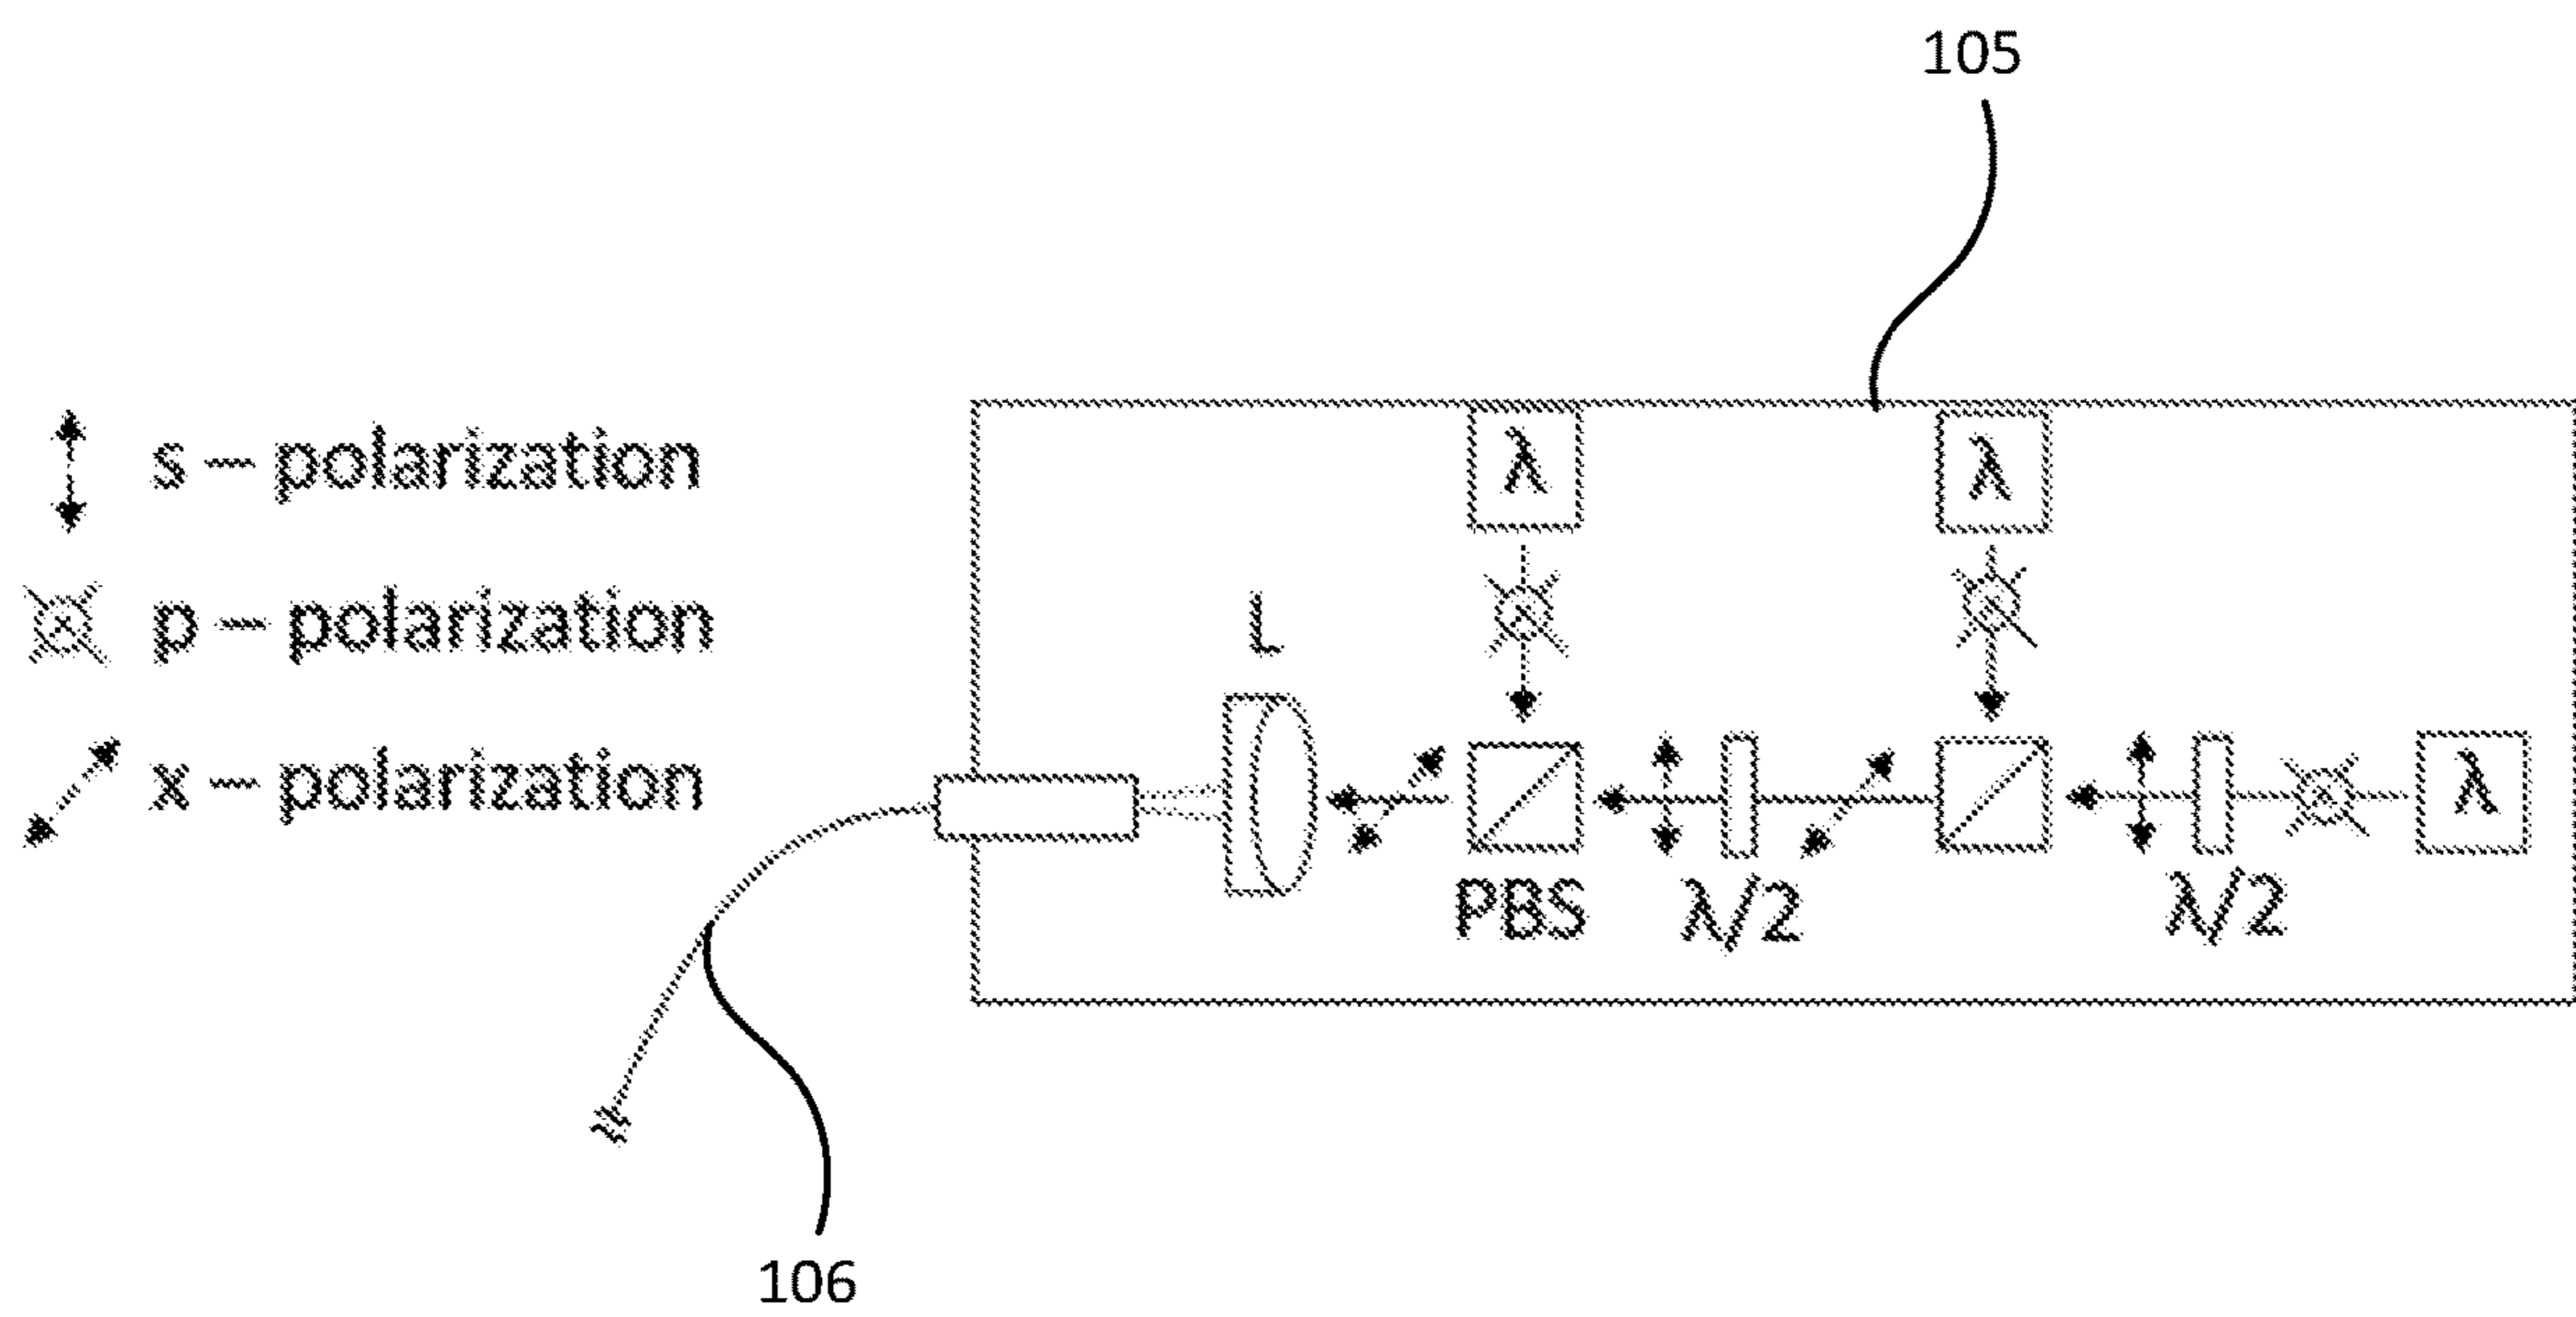 105
s – polarization
p – polarization
x – polarization
λ
λ
L
λ
PBS
λ/2
λ/2
106